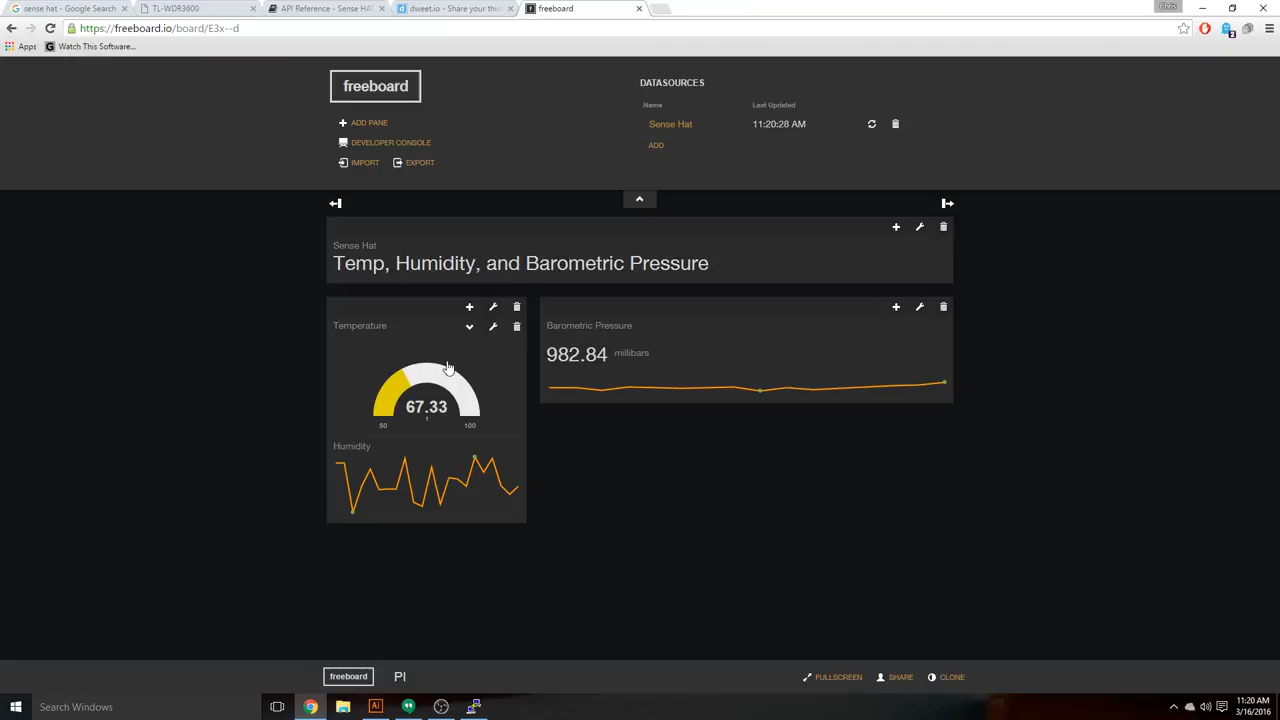 sense hat - Google Search
TL-WDR3600
API Reference - Sense HAT
dweet.io - Share your thin
freeboard
Chris
https://freeboard.io/board/E3x--d
Apps
Watch This Software...
2
freeboard
ADD PANE
DEVELOPER CONSOLE
IMPORT
EXPORT
DATASOURCES
Name
Last Updated
Sense Hat
11:20:28 AM
ADD
Sense Hat
Temp, Humidity, and Barometric Pressure
Temperature
67.33
f
50
100
Humidity
Barometric Pressure
982.84 millibars
freeboard
PI
FULLSCREEN
SHARE
CLONE
Search Windows
Ai
11:20 AM
3/16/2016